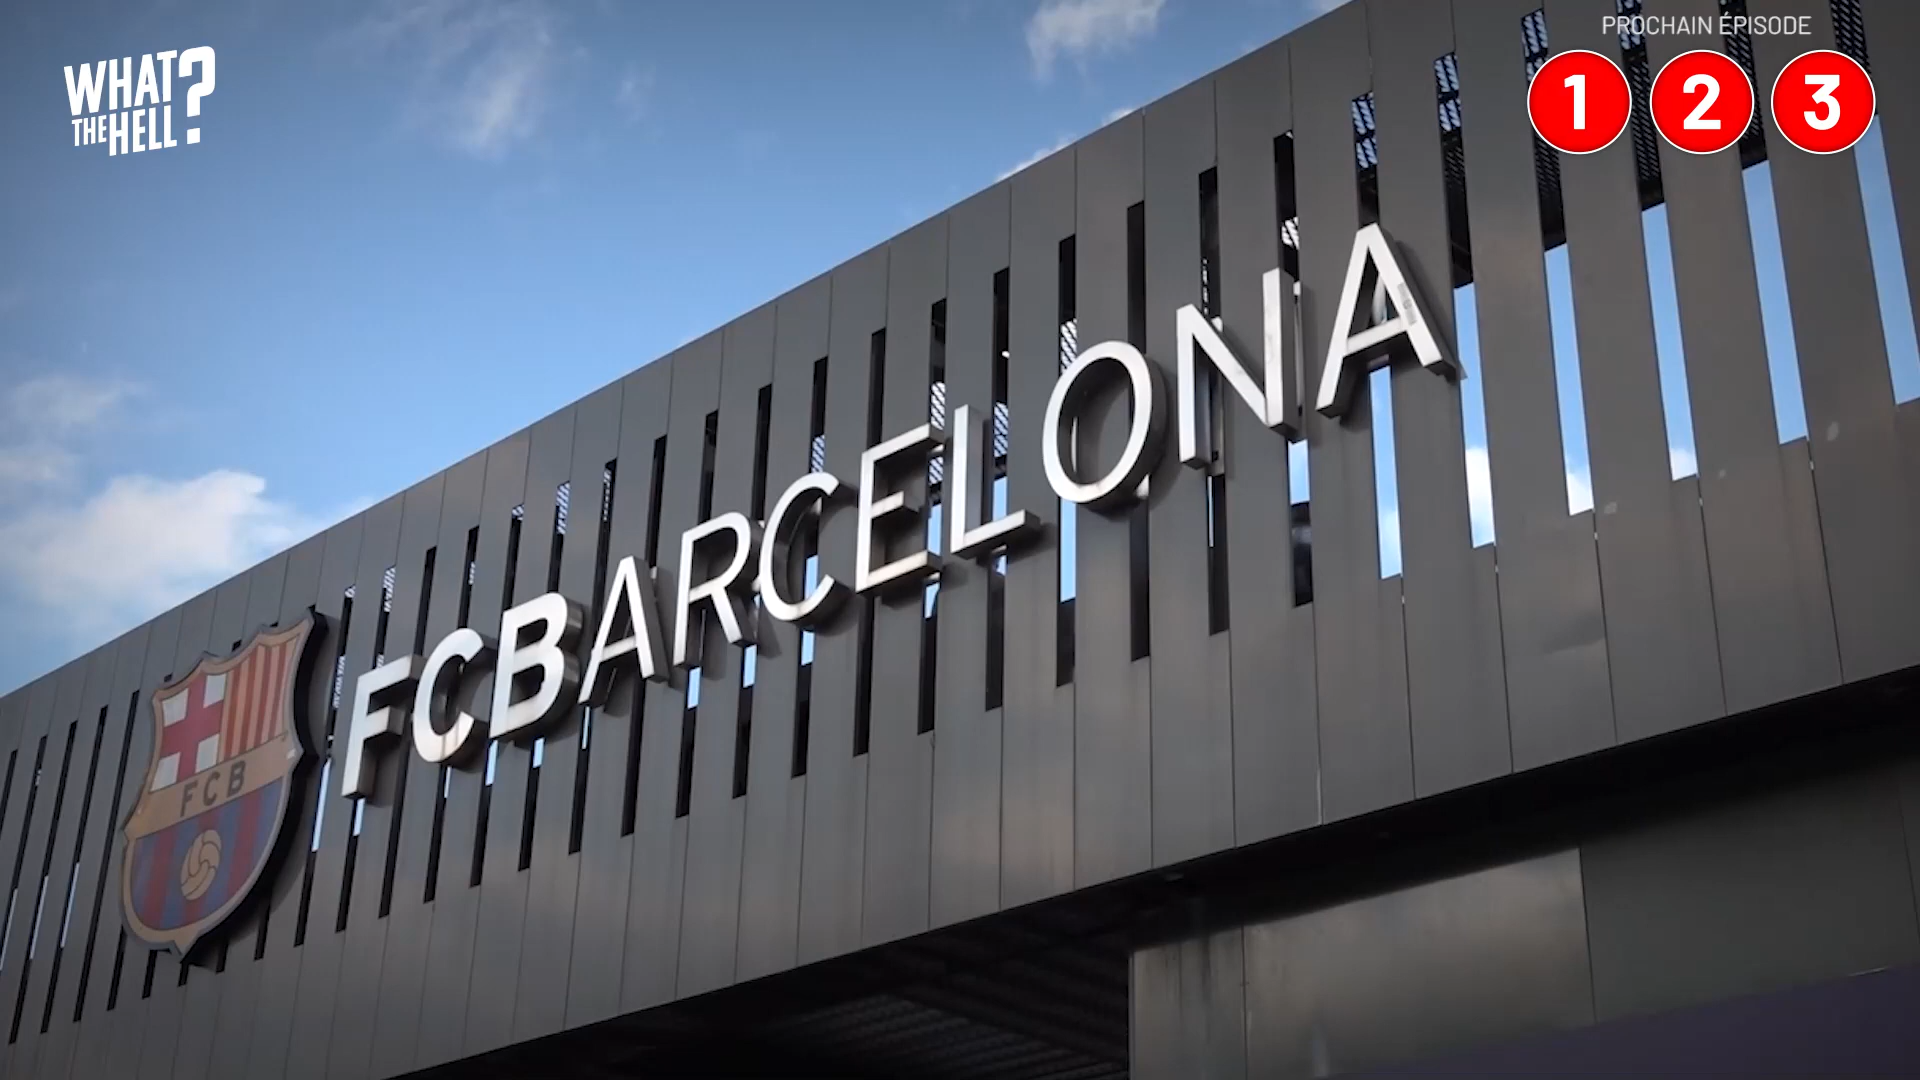 WHAT
THE HELL?
PROCHAIN ÉPISODE
1 2 3
FCBARCELONA
FCB